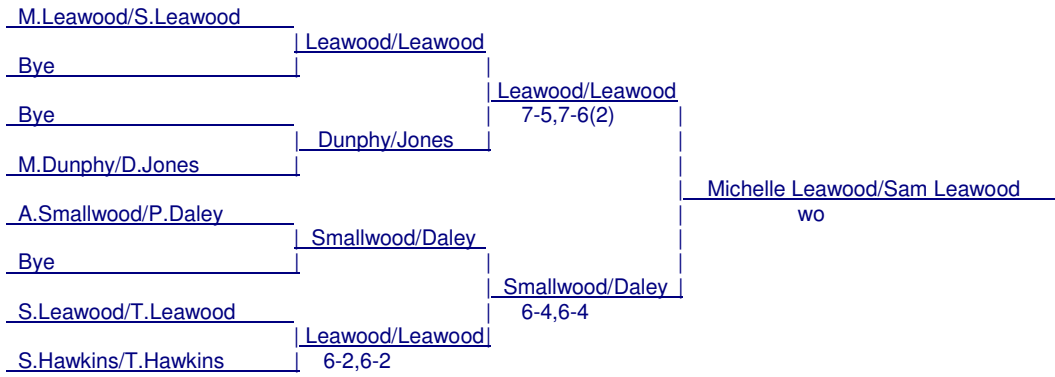 M.Leawood/S.Leawood
Leawood/Leawood
Bye
Leawood/Leawood
Bye
7-5,7-6(2)
Dunphy/Jones
M.Dunphy/D.Jones
Michelle Leawood/Sam Leawood
A.Smallwood/P.Daley
wo
Smallwood/Daley
Bye
Smallwood/Daley
S.Leawood/T.Leawood
6-4,6-4
Leawood/Leawood
S.Hawkins/T.Hawkins
6-2,6-2